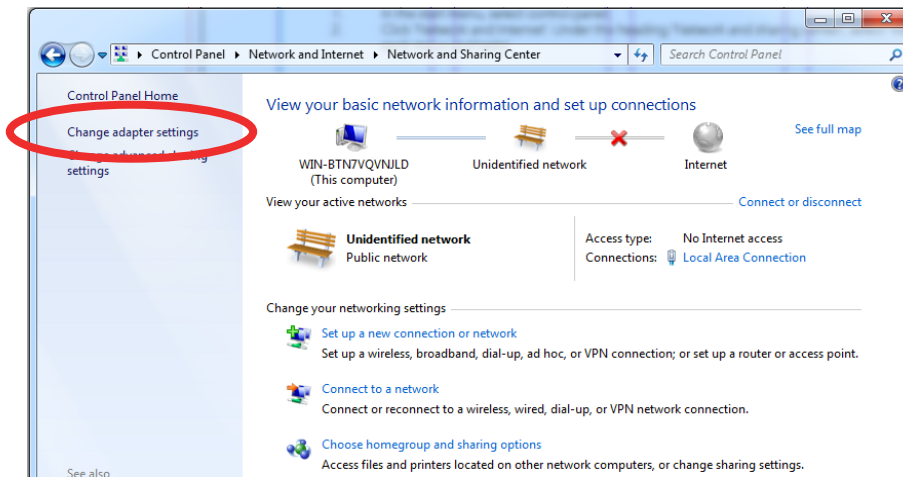 Control Panel Network and Internet Network and Sharing Center Search Control Panel
Control Panel Home
Change adapter settings
Change advanced sharing
settings
See also
View your basic network information and set up connections
See full map
WIN-BTN7VQVNJLD
(This computer)
Unidentified network
Internet
View your active networks
Connect or disconnect
Unidentified network
Public network
Access type: No Internet access
Connections: Local Area Connection
Change your networking settings
Set up a new connection or network
Set up a wireless, broadband, dial-up, ad hoc, or VPN connection; or set up a router or access point.
Connect to a network
Connect or reconnect to a wireless, wired, dial-up, or VPN network connection.
Choose homegroup and sharing options
Access files and printers located on other network computers, or change sharing settings.